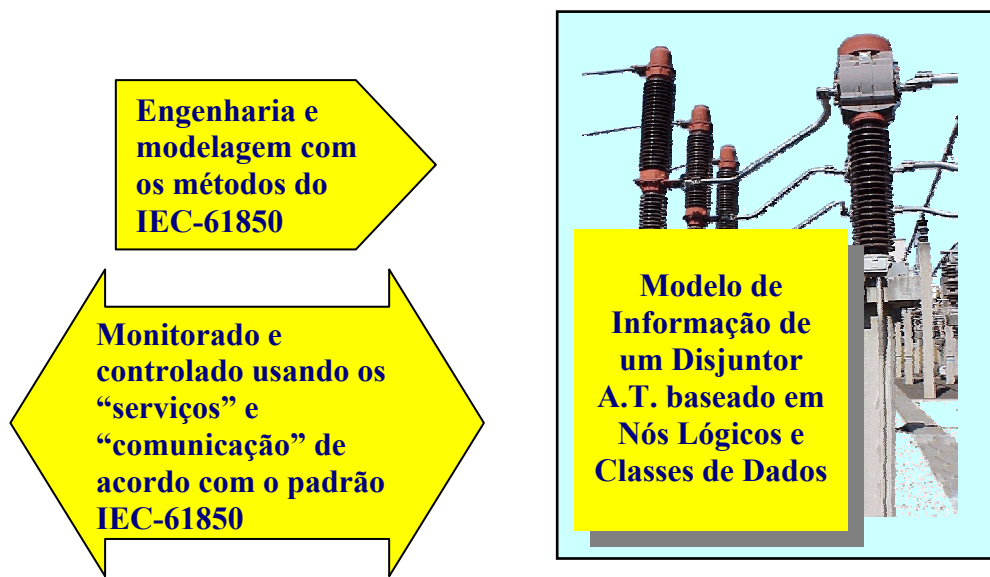 Engenharia e
modelagem com
os métodos do
IEC-61850
Monitorado e
controlado usando os
“serviços” e
“comunicação” de
acordo com o padrão
IEC-61850
Modelo de
Informação de
um Disjuntor
A.T. baseado em
Nós Lógicos e
Classes de Dados